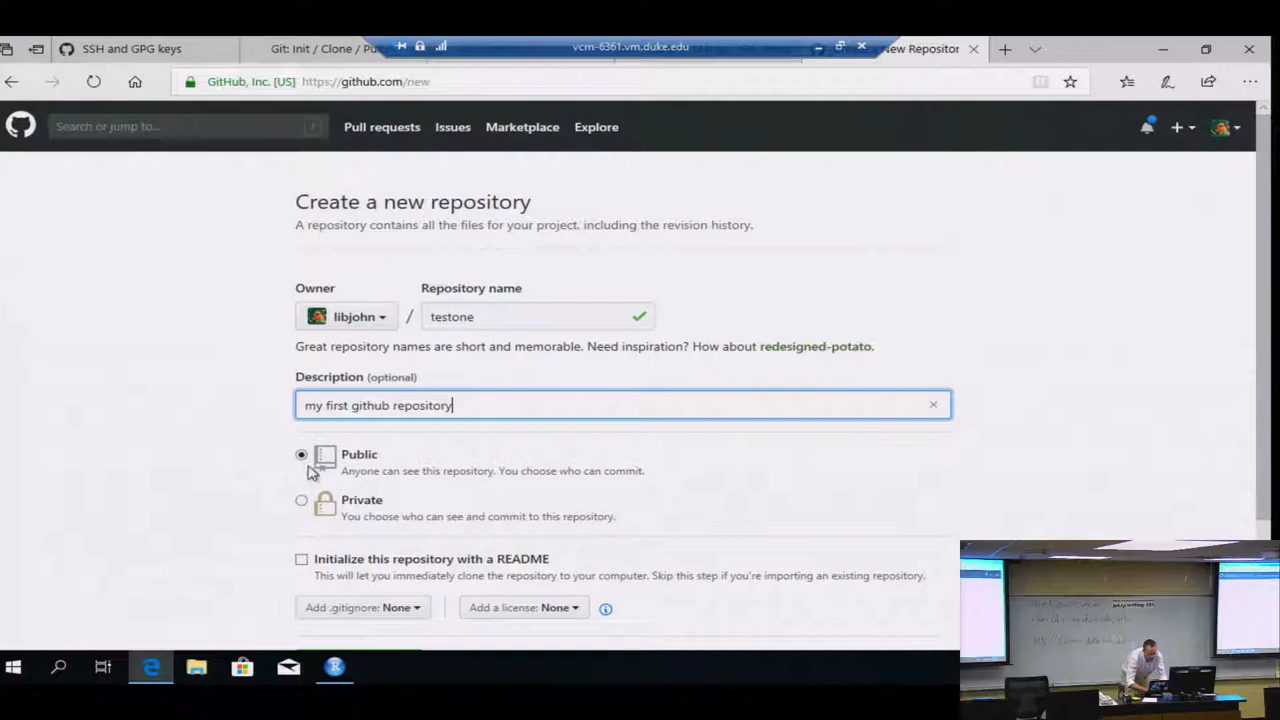 SSH and GPG keys
Git: Init / Clone / Pu
vcm-6361.vm.duke.edu
New Repositor
GitHub, Inc. [US] https://github.com/new
Search or jump to... /
Pull requests Issues Marketplace Explore
Create a new repository
A repository contains all the files for your project, including the revision history.
Owner Repository name
libjohn / testone
Great repository names are short and memorable. Need inspiration? How about redesigned-potato.
Description (optional)
my first github repository
Public
Anyone can see this repository. You choose who can commit.
Private
You choose who can see and commit to this repository.
Initialize this repository with a README
This will let you immediately clone the repository to your computer. Skip this step if you're importing an existing repository.
Add .gitignore: None Add a license: None